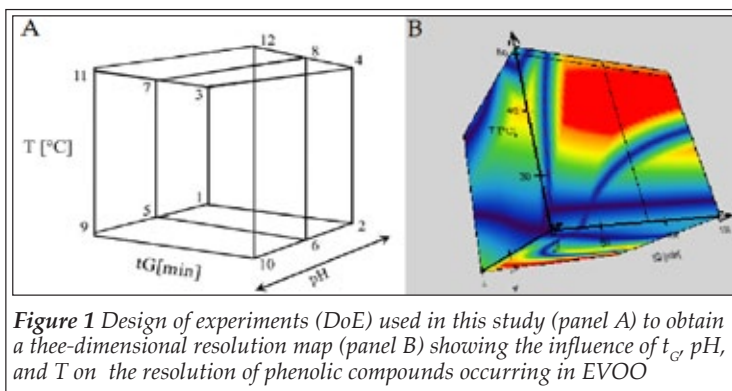 A
B
12
8
4
11
7
3
T [°C]
1
9
5
2
6
10
tG[min]
pH
Figure 1 Design of experiments (DoE) used in this study (panel A) to obtain
a thee-dimensional resolution map (panel B) showing the influence of tG, pH,
and T on the resolution of phenolic compounds occurring in EVOO